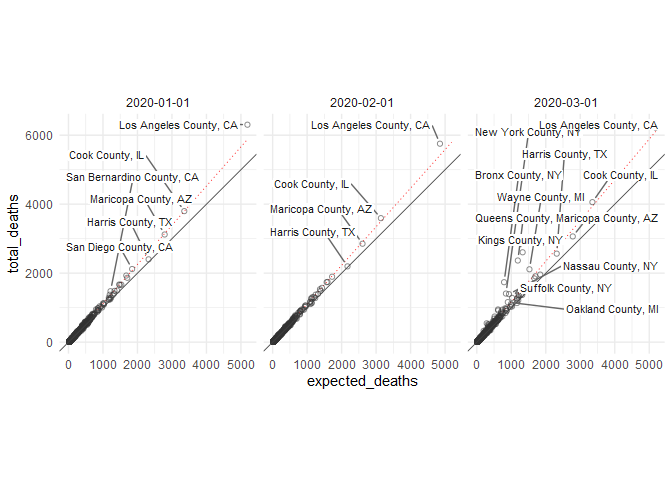 2020-01-01
2020-02-01
2020-03-01
total_deaths
6000
4000
2000
0
Los Angeles County, CA
Cook County, IL
San Bernardino County, CA
Maricopa County, AZ
Harris County, TX
San Diego County, CA
Los Angeles County, CA
Cook County, IL
Maricopa County, AZ
Harris County, TX
Los Angeles County, CA
New York County, NY
Harris County, TX
Bronx County, NY
Cook County, IL
Wayne County, MI
Queens County, NY
Maricopa County, AZ
Kings County, NY
Nassau County, NY
Suffolk County, NY
Oakland County, MI
0 1000 2000 3000 4000 5000
0 1000 2000 3000 4000 5000
0 1000 2000 3000 4000 5000
expected_deaths